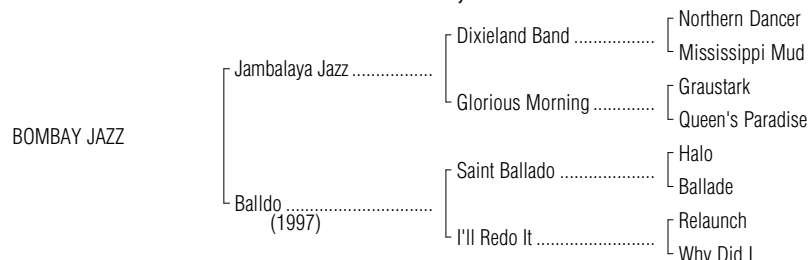 Northern Dancer
Dixieland Band ..................
Mississippi Mud
Jambalaya Jazz ..................
Graustark
Glorious Morning .............
Queen's Paradise
BOMBAY JAZZ
Halo
Saint Ballado .....................
Ballade
Balldo .................................
(1997)
Relaunch
I'll Redo It ..........................
Why Did I